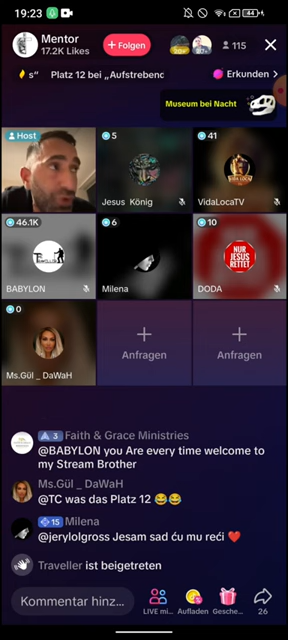 19:23
44
Mentor
17.2K Likes
+ Folgen
115
s“ Platz 12 bei „Aufstrebenc
Erkunden >
Museum bei Nacht
Host
5
41
Jesus König
VidaLocaTV
46.1K
6
10
NUR
JESUS
RETTET
BABYLON
Milena
DODA
0
Ms.Gül _ DaWaH
Anfragen
Anfragen
3 Faith & Grace Ministries
@BABYLON you Are every time welcome to
my Stream Brother
Ms.Gül _ DaWaH
@TC was das Platz 12 😂😂
15 Milena
@jerylolgross Jesam sad ću mu reći ❤️
Traveller ist beigetreten
Kommentar hinz...
LIVE mi...
Aufladen
Gesche...
26